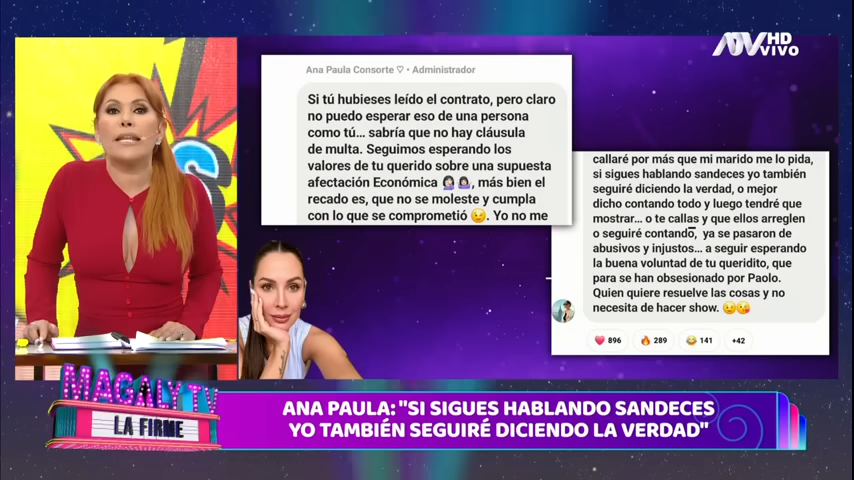 ATV HD
VIVO
Ana Paula Consorte ♡ • Administrador
Si tú hubieses leído el contrato, pero claro
no puedo esperar eso de una persona
como tú... sabría que no hay cláusula
de multa. Seguimos esperando los
valores de tu querido sobre una supuesta
afectación Económica 🤷🏻‍♀️🤷🏻‍♀️, más bien el
recado es, que no se moleste y cumpla
con lo que se comprometió 😉. Yo no me
callaré por más que mi marido me lo pida,
si sigues hablando sandeces yo también
seguiré diciendo la verdad, o mejor
dicho contando todo y luego tendré que
mostrar... o te callas y que ellos arreglen
o seguiré contando, ya se pasaron de
abusivos y injustos... a seguir esperando
la buena voluntad de tu queridito, que
para se han obsesionado por Paolo.
Quien quiere resuelve las cosas y no
necesita de hacer show. 😉😘
❤️ 896 🔥 289 😂 141 +42
MAGALY TV
LA FIRME
ANA PAULA: "SI SIGUES HABLANDO SANDECES
YO TAMBIÉN SEGUIRÉ DICIENDO LA VERDAD"